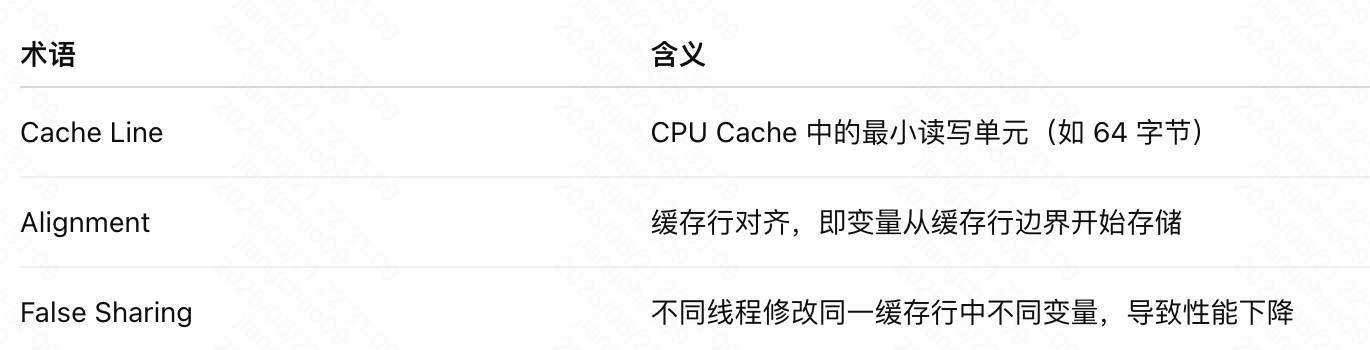 术语 含义
Cache Line CPU Cache 中的最小读写单元（如 64 字节）
Alignment 缓存行对齐，即变量从缓存行边界开始存储
False Sharing 不同线程修改同一缓存行中不同变量，导致性能下降